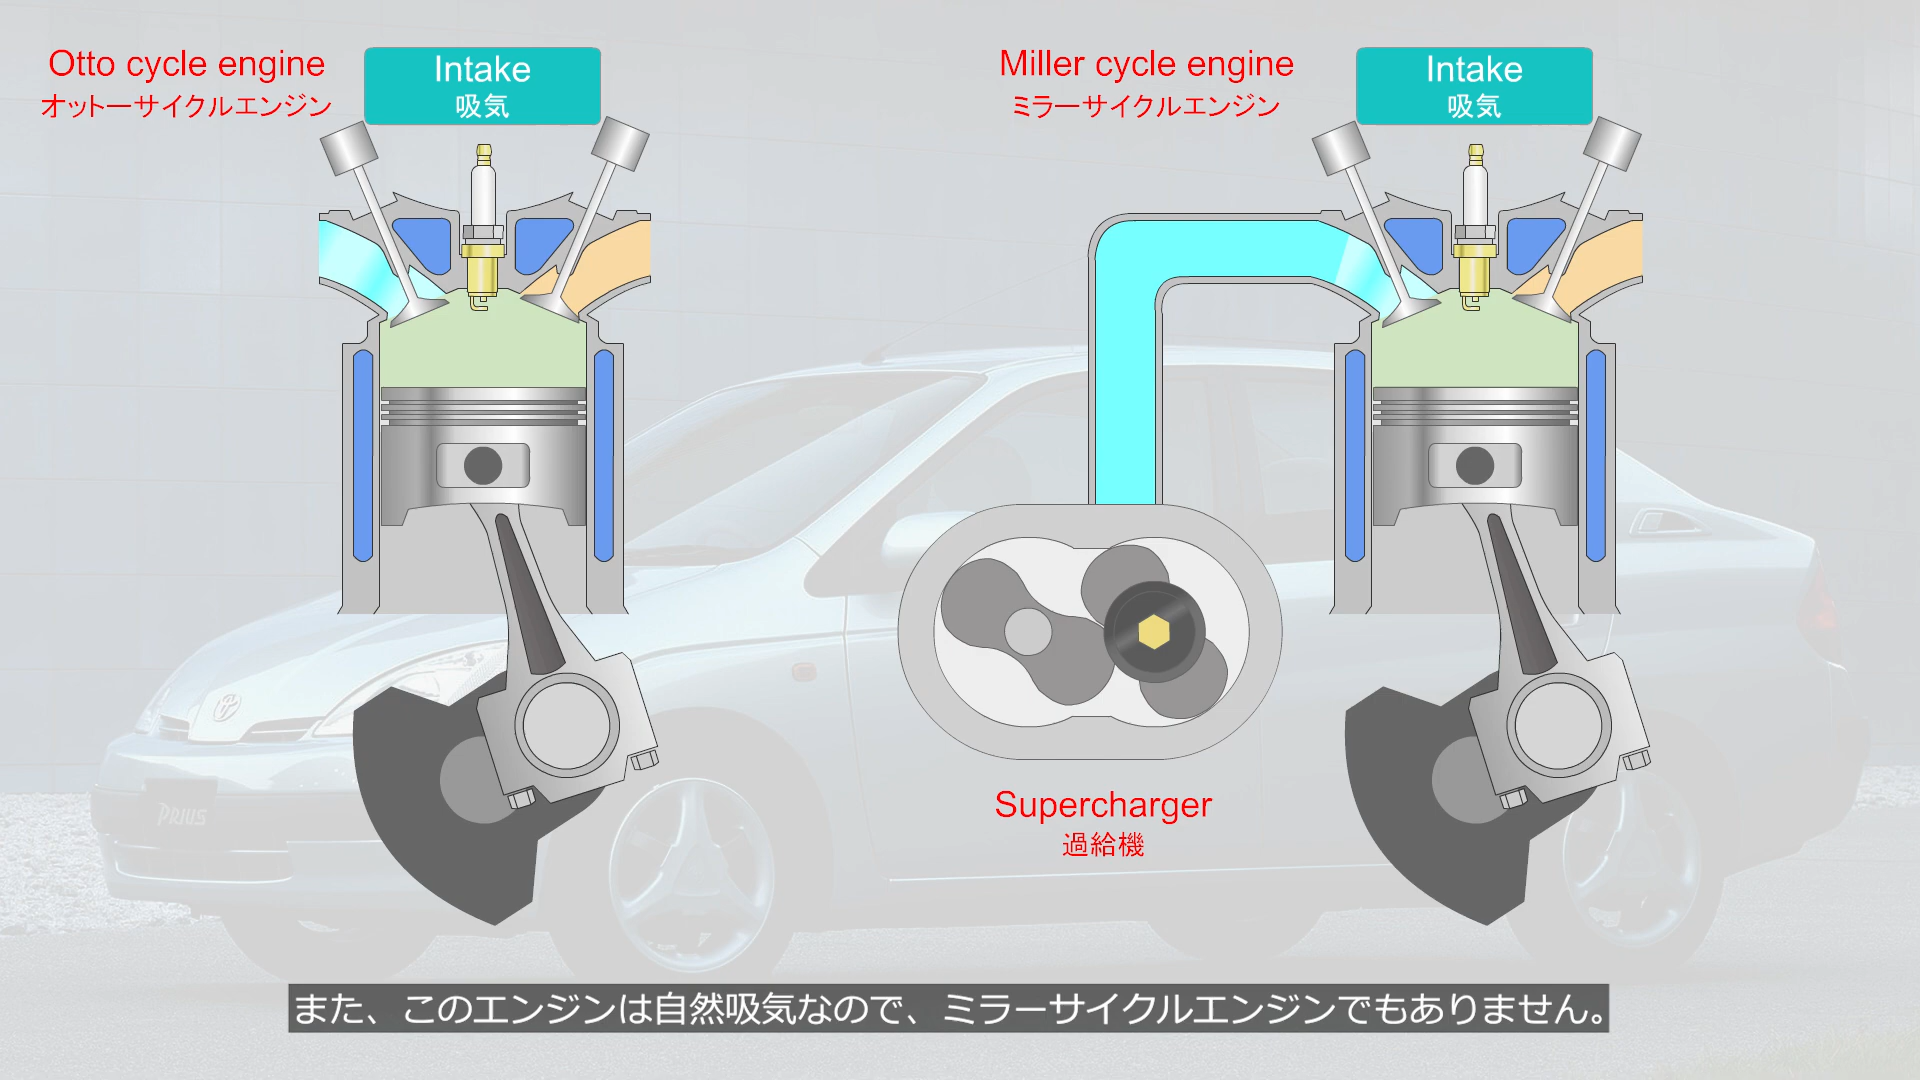 Otto cycle engine
オットーサイクルエンジン
Intake
吸気
Miller cycle engine
ミラーサイクルエンジン
Intake
吸気
PRIUS
Supercharger
過給機
また、このエンジンは自然吸気なので、ミラーサイクルエンジンでもありません。